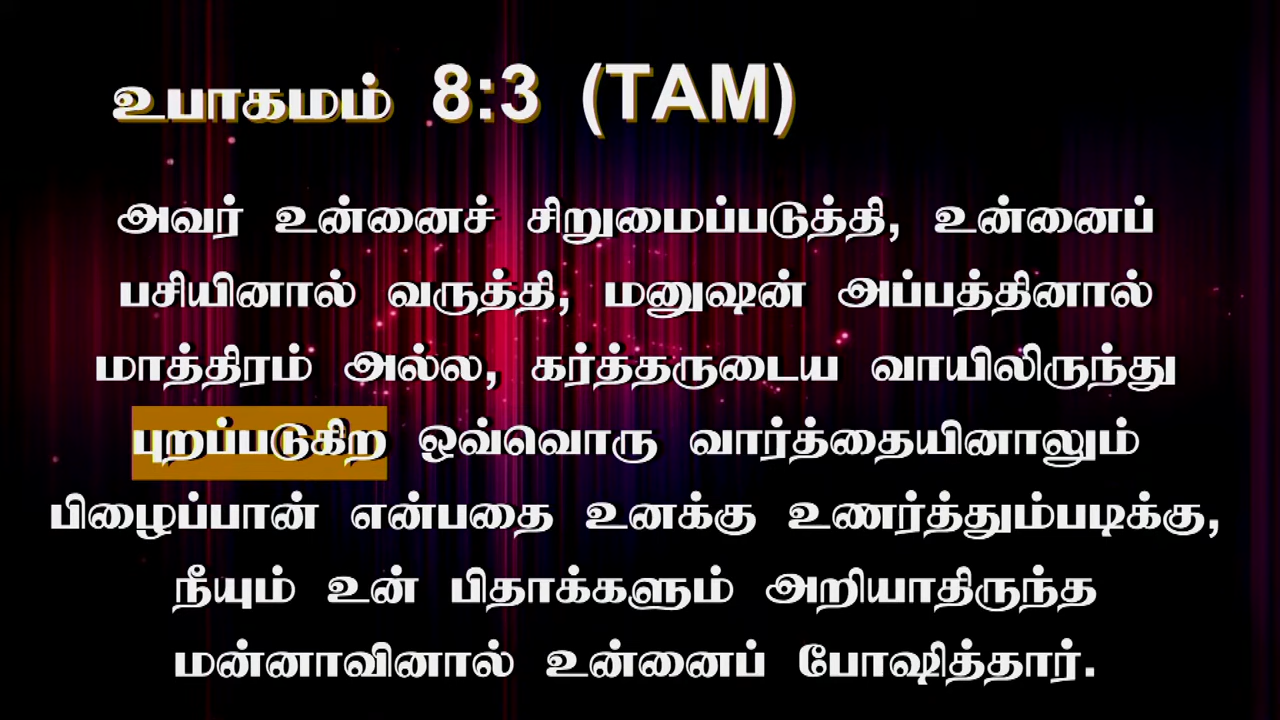 உபாகமம் 8:3 (TAM)
அவர் உன்னைச் சிறுமைப்படுத்தி, உன்னைப்
பசியினால் வருத்தி, மனுஷன் அப்பத்தினால்
மாத்திரம் அல்ல, கர்த்தருடைய வாயிலிருந்து
புறப்படுகிற ஒவ்வொரு வார்த்தையினாலும்
பிழைப்பான் என்பதை உனக்கு உணர்த்தும்படிக்கு,
நீயும் உன் பிதாக்களும் அறியாதிருந்த
மன்னாவினால் உன்னைப் போஷித்தார்.